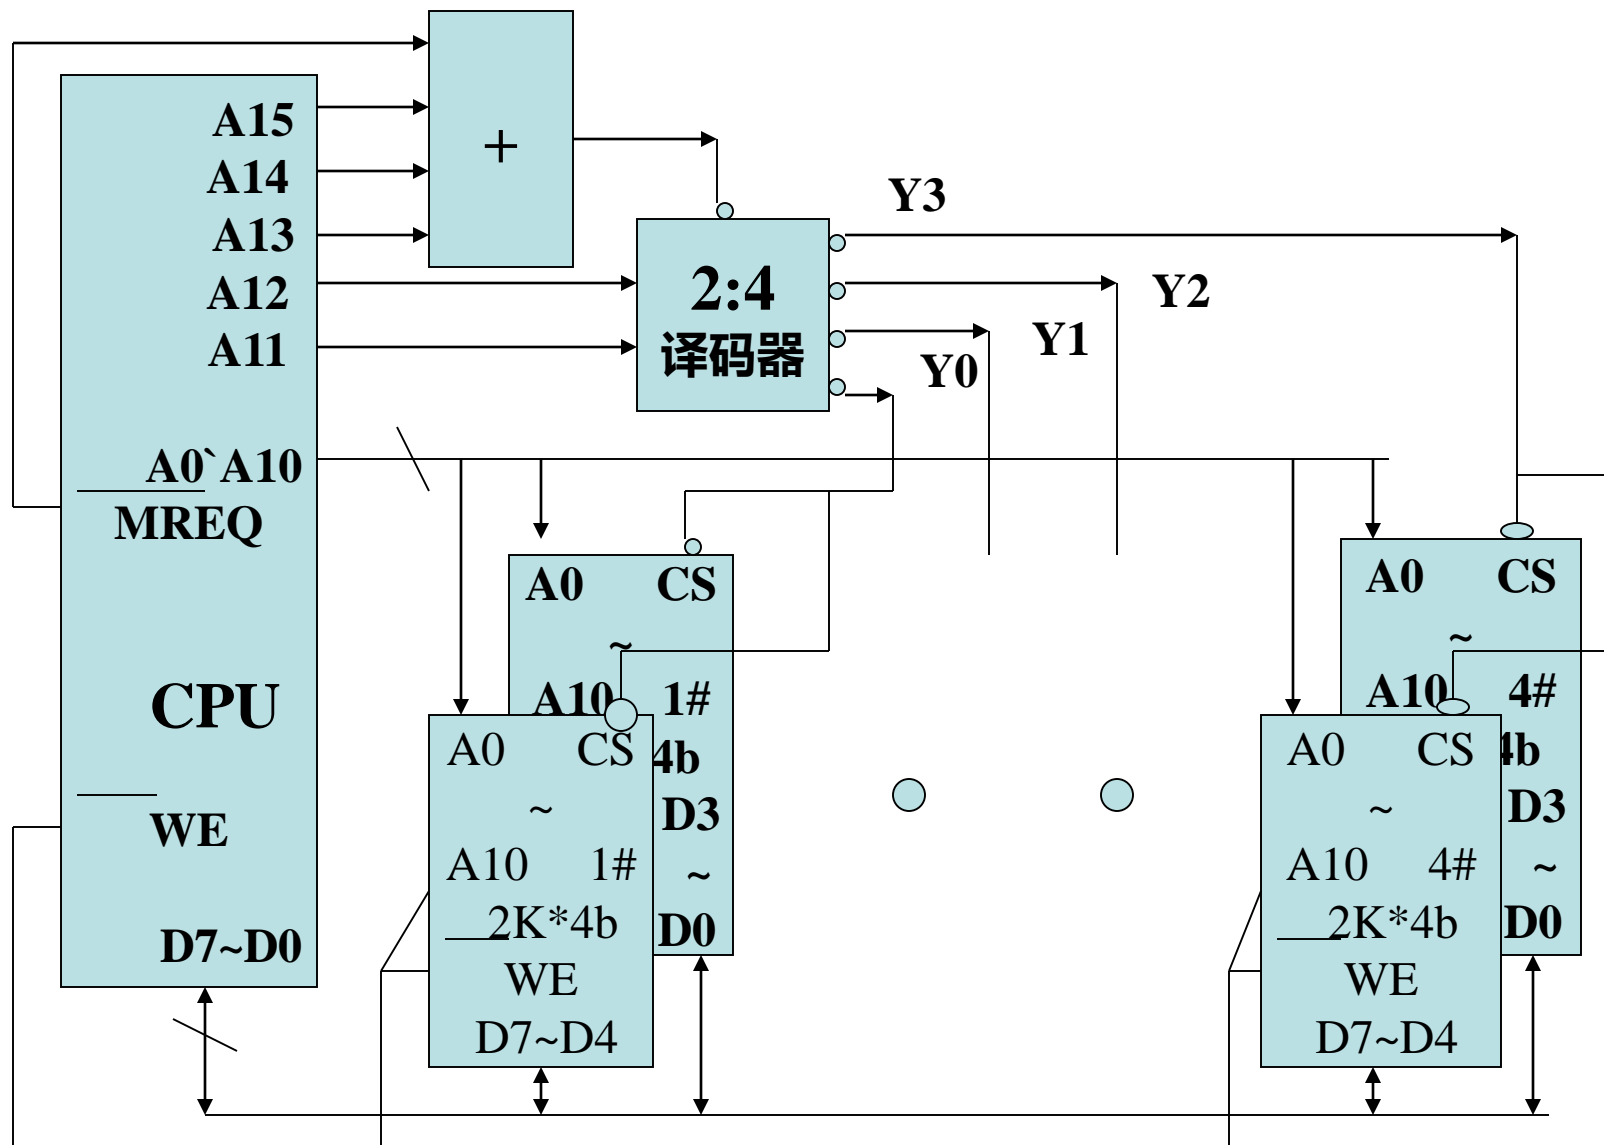 +
A15
A14
A13
A12
A11
A0`A10
MREQ
CPU
WE
D7~D0
2:4
译码器
Y3
Y2
Y1
Y0
A0 CS
~
A10 1#
4b
D3
~
D0
A0 CS
~
A10 1#
2K*4b
WE
D7~D4
A0 CS
~
A10 4#
4b
D3
~
D0
A0 CS
~
A10 4#
2K*4b
WE
D7~D4